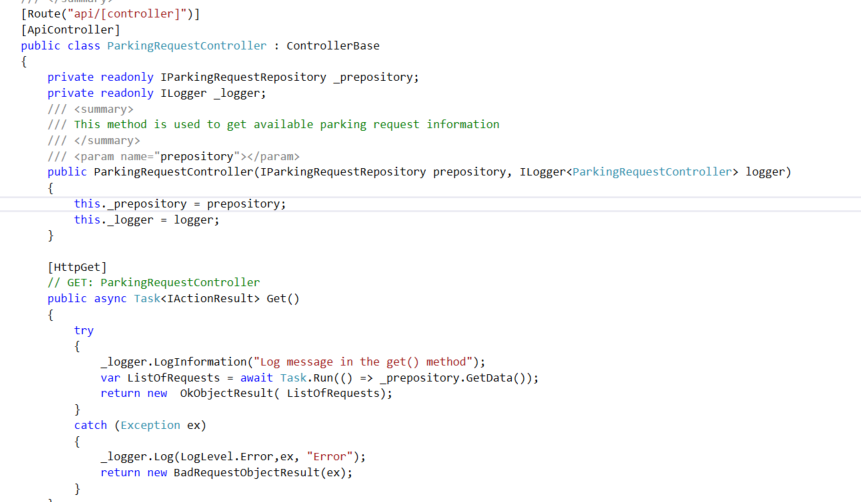 /// </summary>
[Route("api/[controller]")]
[ApiController]
public class ParkingRequestController : ControllerBase
{
    private readonly IParkingRequestRepository _prepository;
    private readonly ILogger _logger;
    /// <summary>
    /// This method is used to get available parking request information
    /// </summary>
    /// <param name="prepository"></param>
    public ParkingRequestController(IParkingRequestRepository prepository, ILogger<ParkingRequestController> logger)
    {
        this._prepository = prepository;
        this._logger = logger;
    }

    [HttpGet]
    // GET: ParkingRequestController
    public async Task<IActionResult> Get()
    {
        try
        {
            _logger.LogInformation("Log message in the get() method");
            var ListOfRequests = await Task.Run(() => _prepository.GetData());
            return new  OkObjectResult( ListOfRequests);
        }
        catch (Exception ex)
        {
            _logger.Log(LogLevel.Error,ex, "Error");
            return new BadRequestObjectResult(ex);
        }
    }